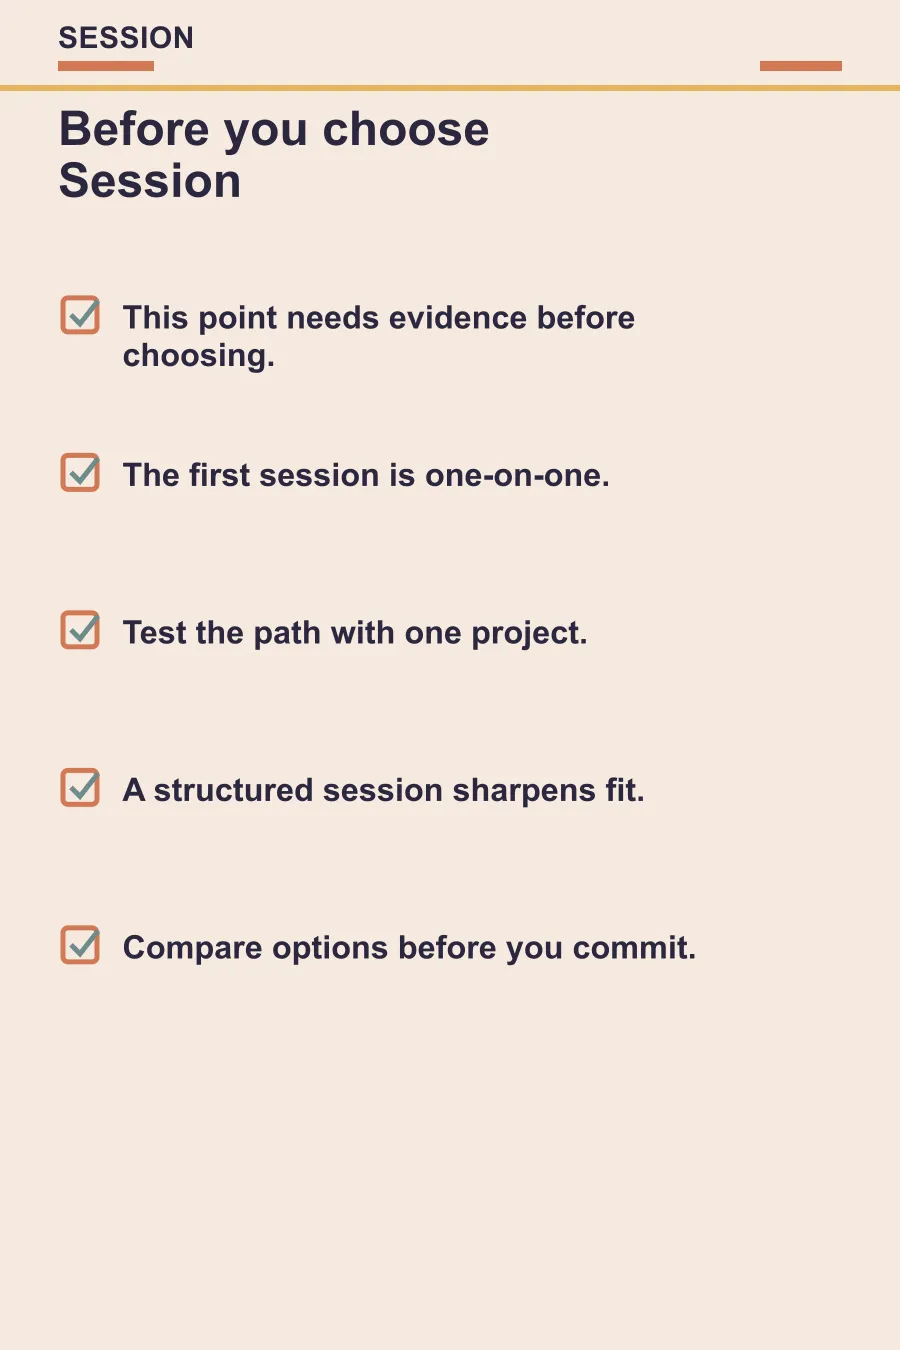 SESSION
Before you choose
Session
This point needs evidence before
choosing.
The first session is one-on-one.
Test the path with one project.
A structured session sharpens fit.
Compare options before you commit.